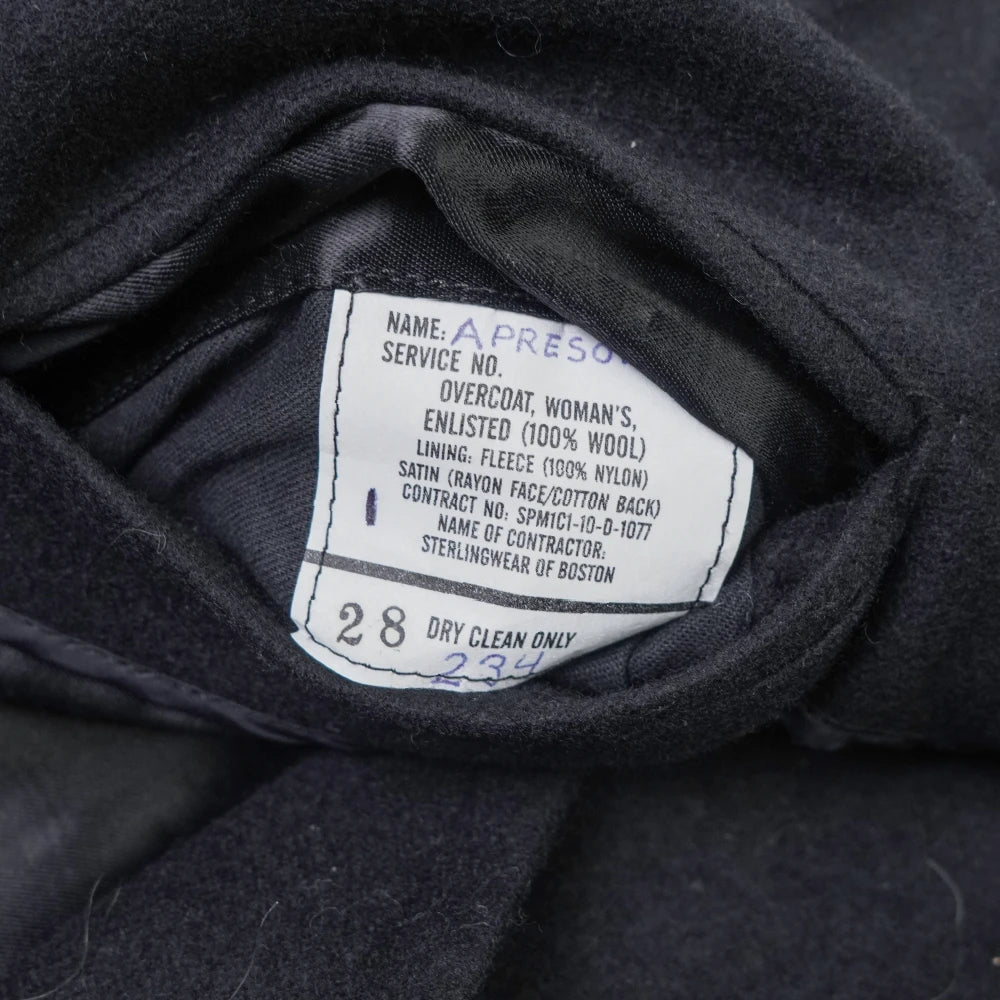 NAME:
SERVICE NO.
OVERCOAT, WOMAN'S,
ENLISTED (100% WOOL)
LINING: FLEECE (100% NYLON)
SATIN (RAYON FACE/COTTON BACK)
CONTRACT NO: SPM1C1-10-D-1077
NAME OF CONTRACTOR:
STERLINGWEAR OF BOSTON
28 DRY CLEAN ONLY
234